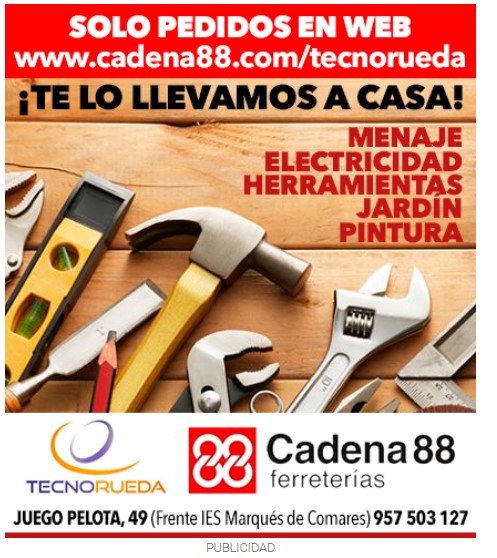 SOLO PEDIDOS EN WEB
www.cadena88.com/tecnorueda
¡TE LO LLEVAMOS A CASA!
MENAJE
ELECTRICIDAD
HERRAMIENTAS
JARDÍN
PINTURA
TECNORUEDA
88
Cadena 88
ferreterías
JUEGO PELOTA, 49 (Frente IES Marqués de Comares) 957 503 127
PUBLICIDAD